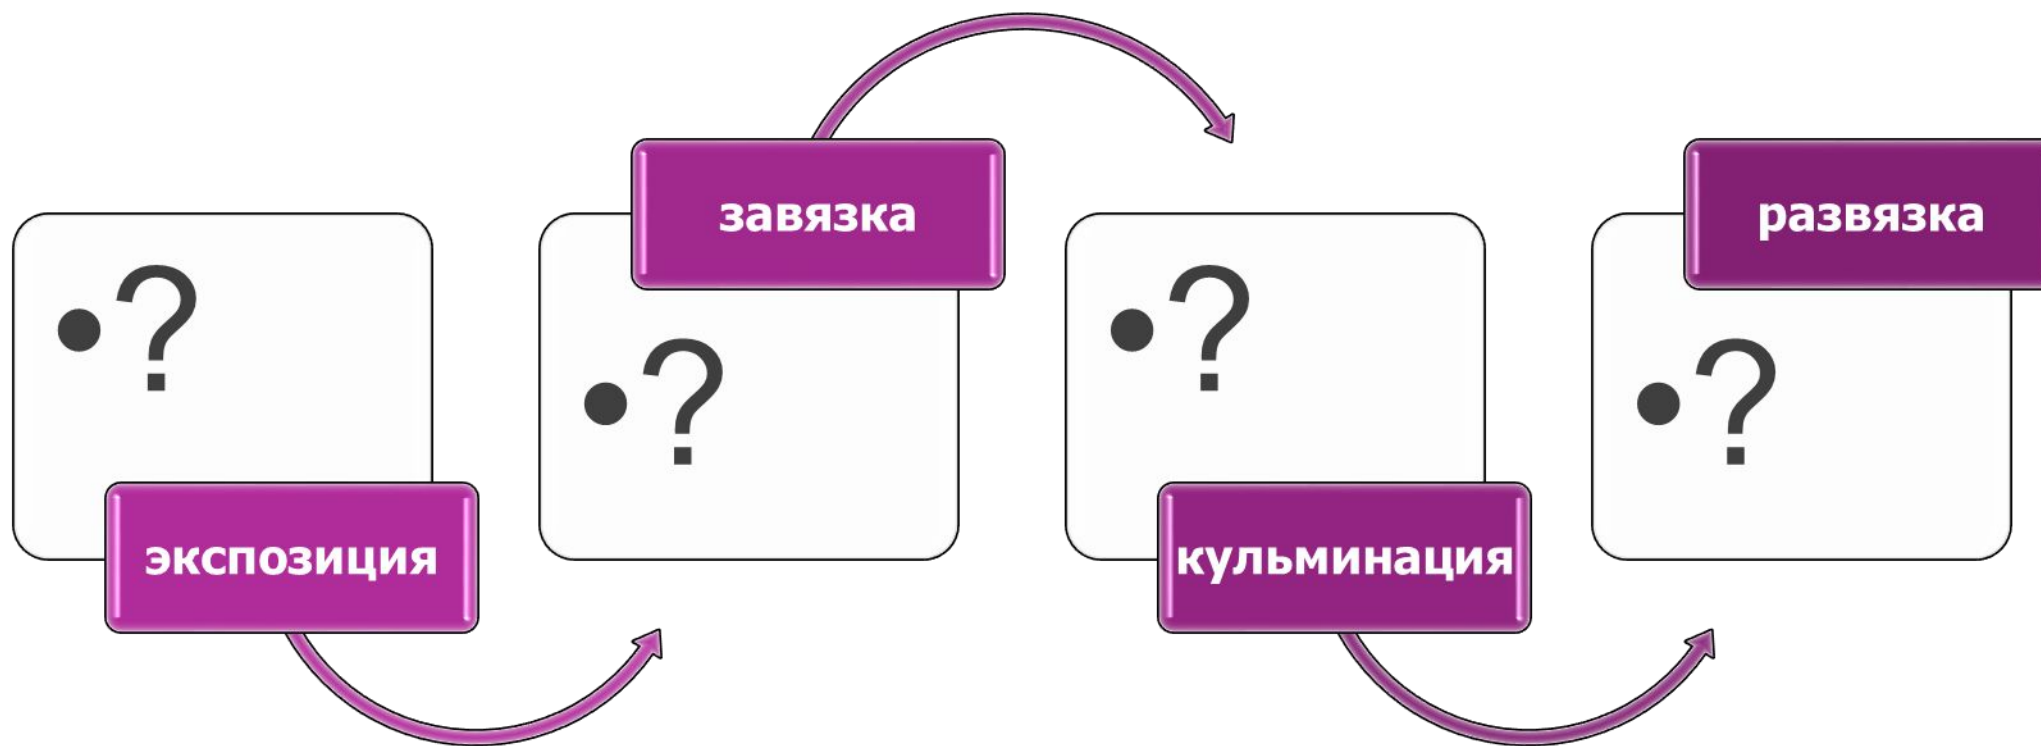 •?
экспозиция
завязка
•?
•?
кульминация
развязка
•?